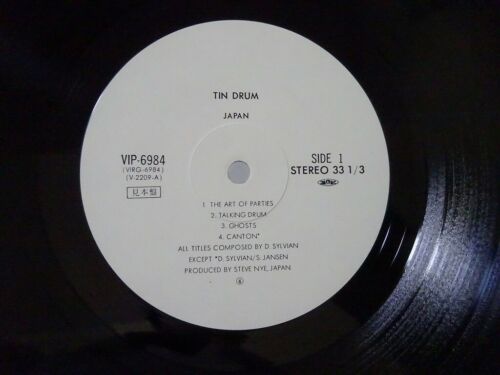 TIN DRUM
JAPAN
VIP-6984
(VIRG-6984)
(V-2209-A)
見本盤
SIDE 1
STEREO 33 1/3
1. THE ART OF PARTIES
2. TALKING DRUM
3. GHOSTS
4. CANTON*
ALL TITLES COMPOSED BY D. SYLVIAN
EXCEPT *D. SYLVIAN/S. JANSEN
PRODUCED BY STEVE NYE, JAPAN